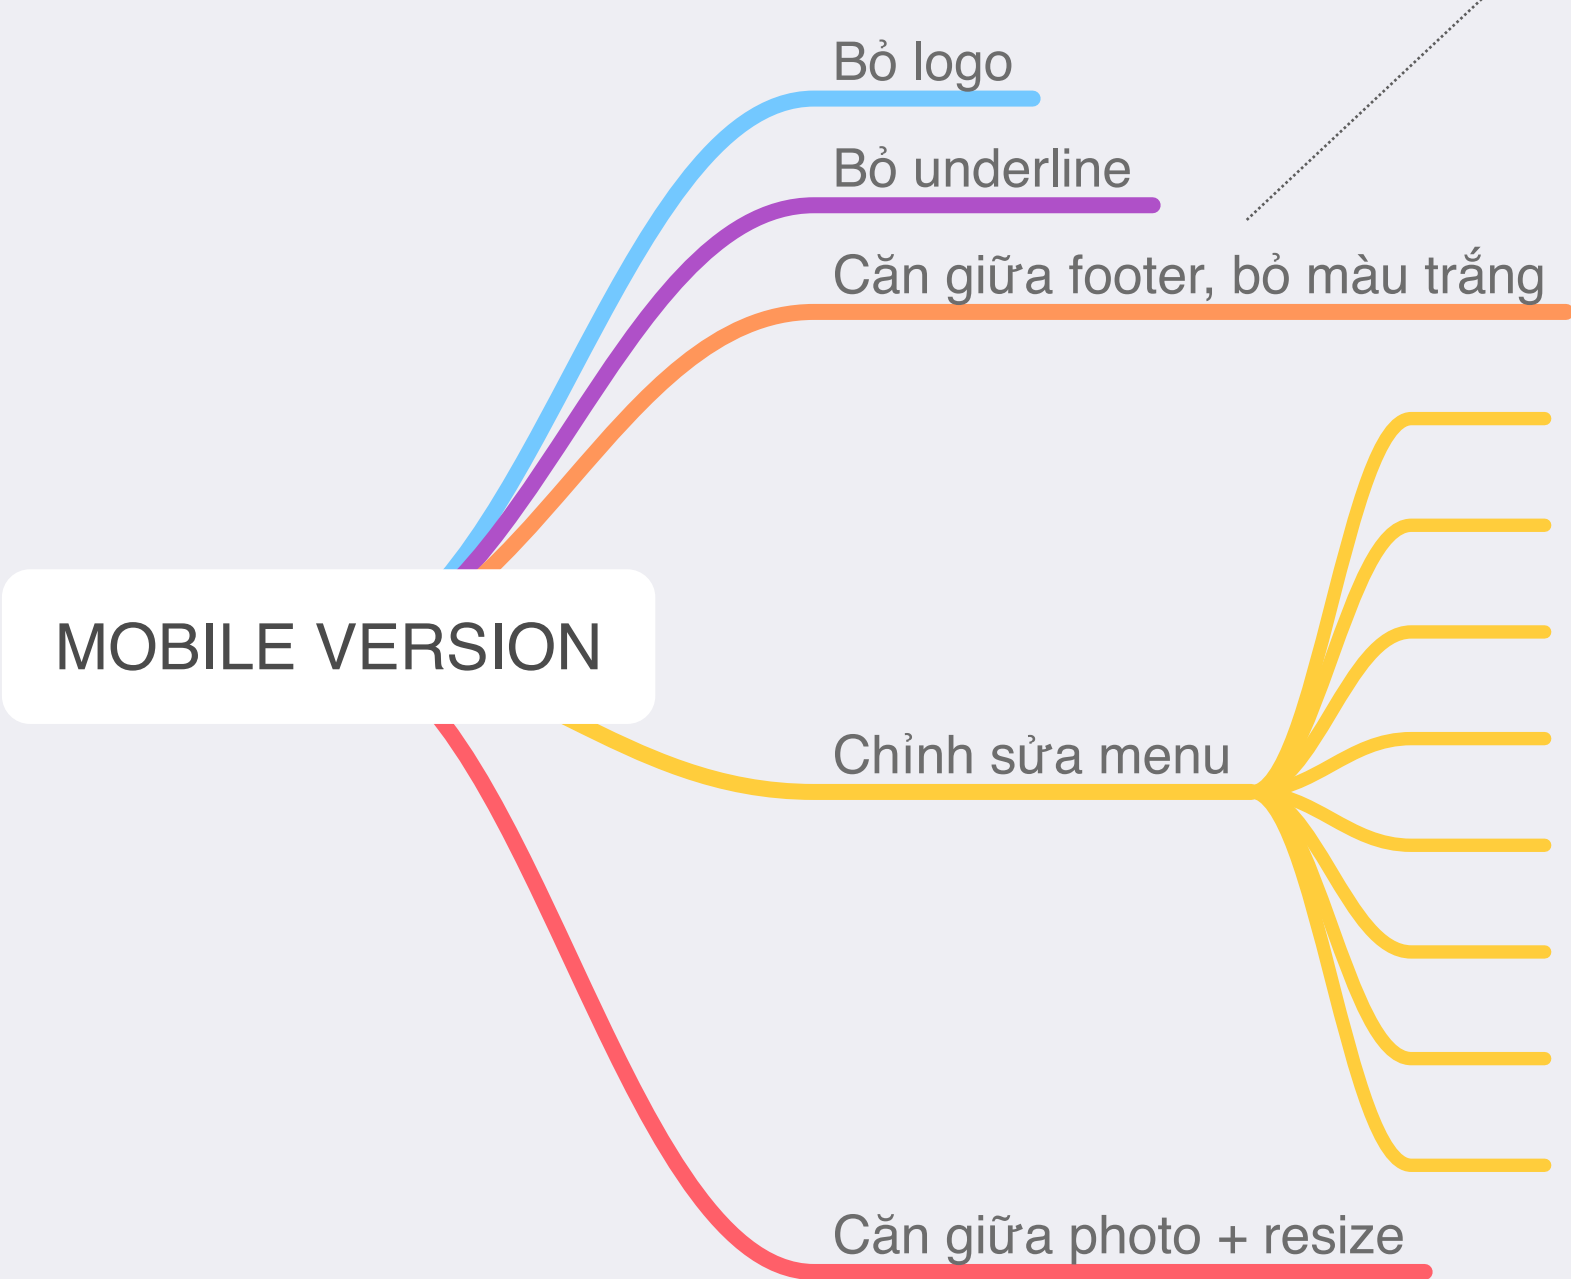 Bỏ logo
Bỏ underline
Căn giữa footer, bỏ màu trắng
MOBILE VERSION
Chỉnh sửa menu
Căn giữa photo + resize